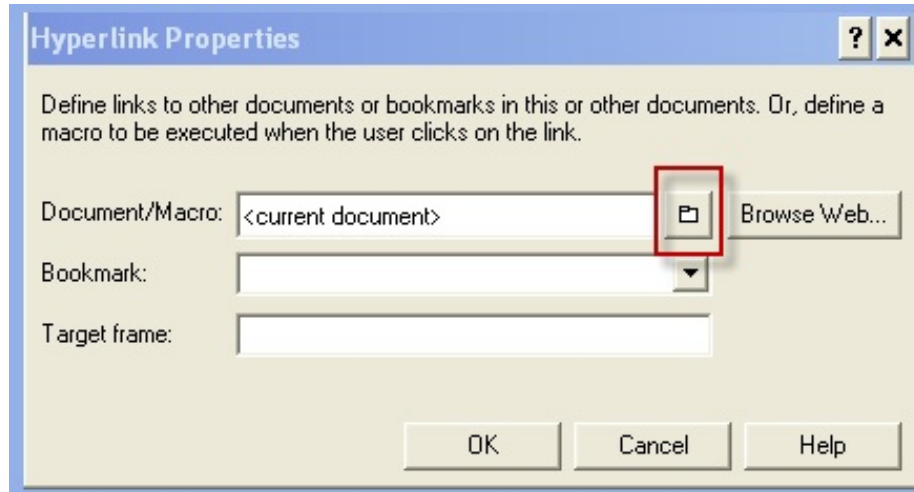 Hyperlink Properties
Define links to other documents or bookmarks in this or other documents. Or, define a
macro to be executed when the user clicks on the link.
Document/Macro: <current document> Browse Web...
Bookmark:
Target frame:
OK Cancel Help